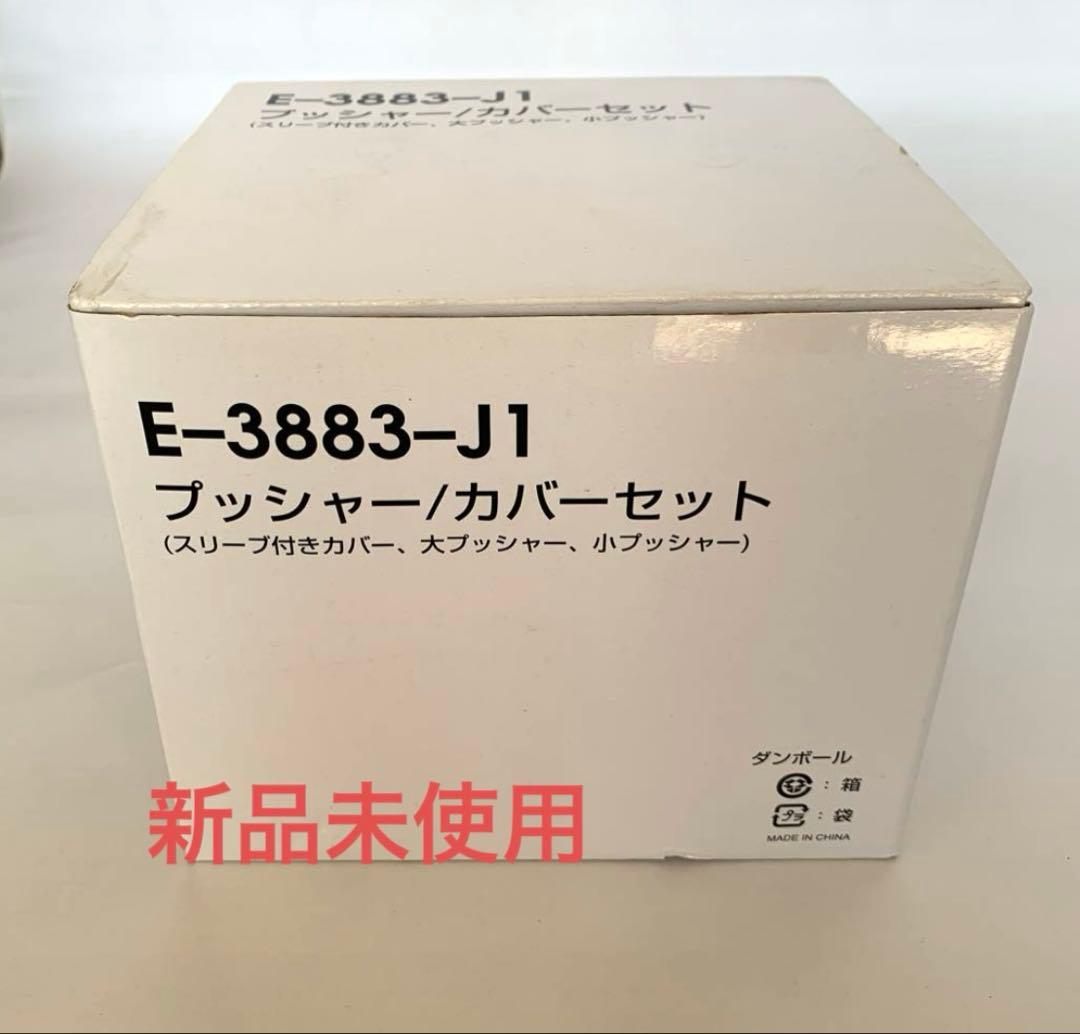 E-3883-J1
プッシャー/カバーセット
(スリーブ付きカバー、大プッシャー、小プッシャー)
E-3883-J1
プッシャー/カバーセット
(スリーブ付きカバー、大プッシャー、小プッシャー)
ダンボール
：箱
プラ：袋
MADE IN CHINA
新品未使用